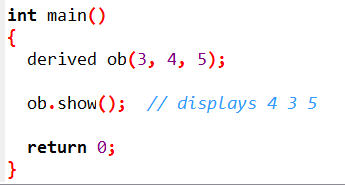 int main()
{
derived ob(3, 4, 5);
ob.show(); // displays 4 3 5
return 0;
}